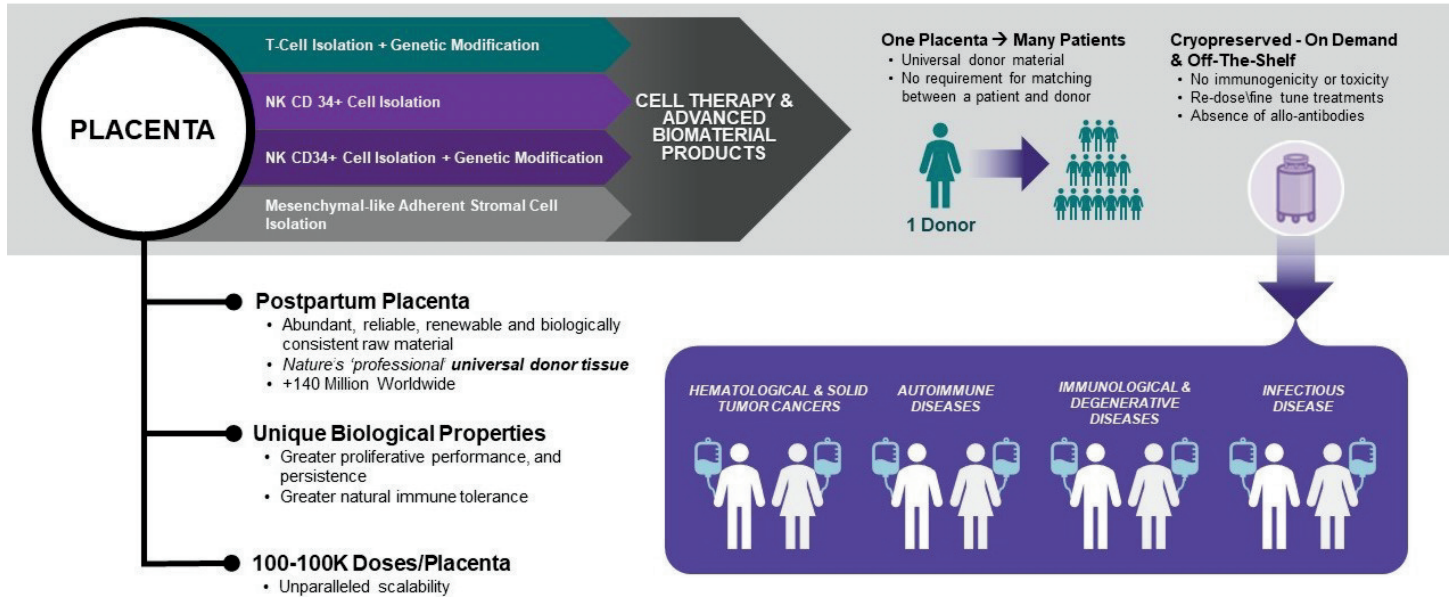 PLACENTA
T-Cell Isolation + Genetic Modification
NK CD 34+ Cell Isolation
NK CD34+ Cell Isolation + Genetic Modification
Mesenchymal-like Adherent Stromal Cell
Isolation
CELL THERAPY &
ADVANCED
BIOMATERIAL
PRODUCTS
One Placenta → Many Patients
• Universal donor material
• No requirement for matching
between a patient and donor
1 Donor
Cryopreserved - On Demand
& Off-The-Shelf
• No immunogenicity or toxicity
• Re-dose\fine tune treatments
• Absence of allo-antibodies
Postpartum Placenta
• Abundant, reliable, renewable and biologically
consistent raw material
• Nature's 'professional' universal donor tissue
• +140 Million Worldwide
Unique Biological Properties
• Greater proliferative performance, and
persistence
• Greater natural immune tolerance
100-100K Doses/Placenta
• Unparalleled scalability
HEMATOLOGICAL & SOLID
TUMOR CANCERS
AUTOIMMUNE
DISEASES
IMMUNOLOGICAL &
DEGENERATIVE
DISEASES
INFECTIOUS
DISEASE